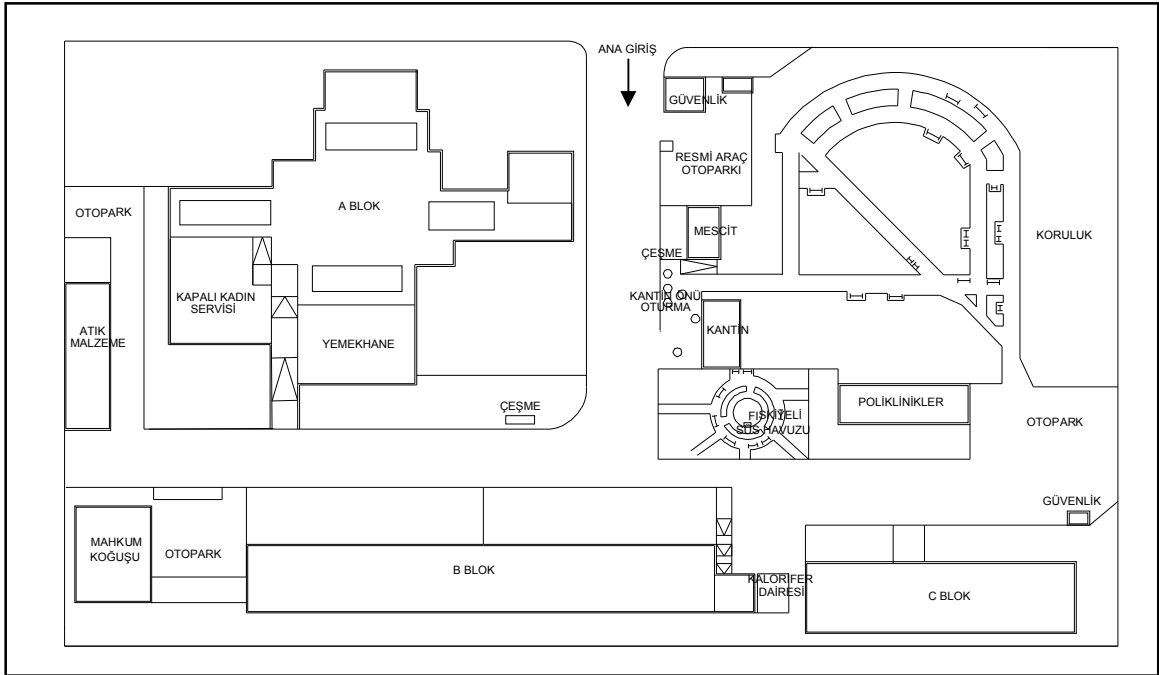 ANA GİRİŞ
GÜVENLİK
RESMİ ARAÇ
OTOPARKI
OTOPARK
A BLOK
MESCİT
KORULUK
ÇEŞME
KAPALI KADIN
SERVİSİ
KANTİN ÖNÜ
OTURMA
ATIK
MALZEME
YEMEKHANE
KANTİN
ÇEŞME
FISKİYELİ
SÜS HAVUZU
POLİKLİNİKLER
OTOPARK
GÜVENLİK
MAHKUM
KOĞUŞU
OTOPARK
B BLOK
KALORİFER
DAİRESİ
C BLOK